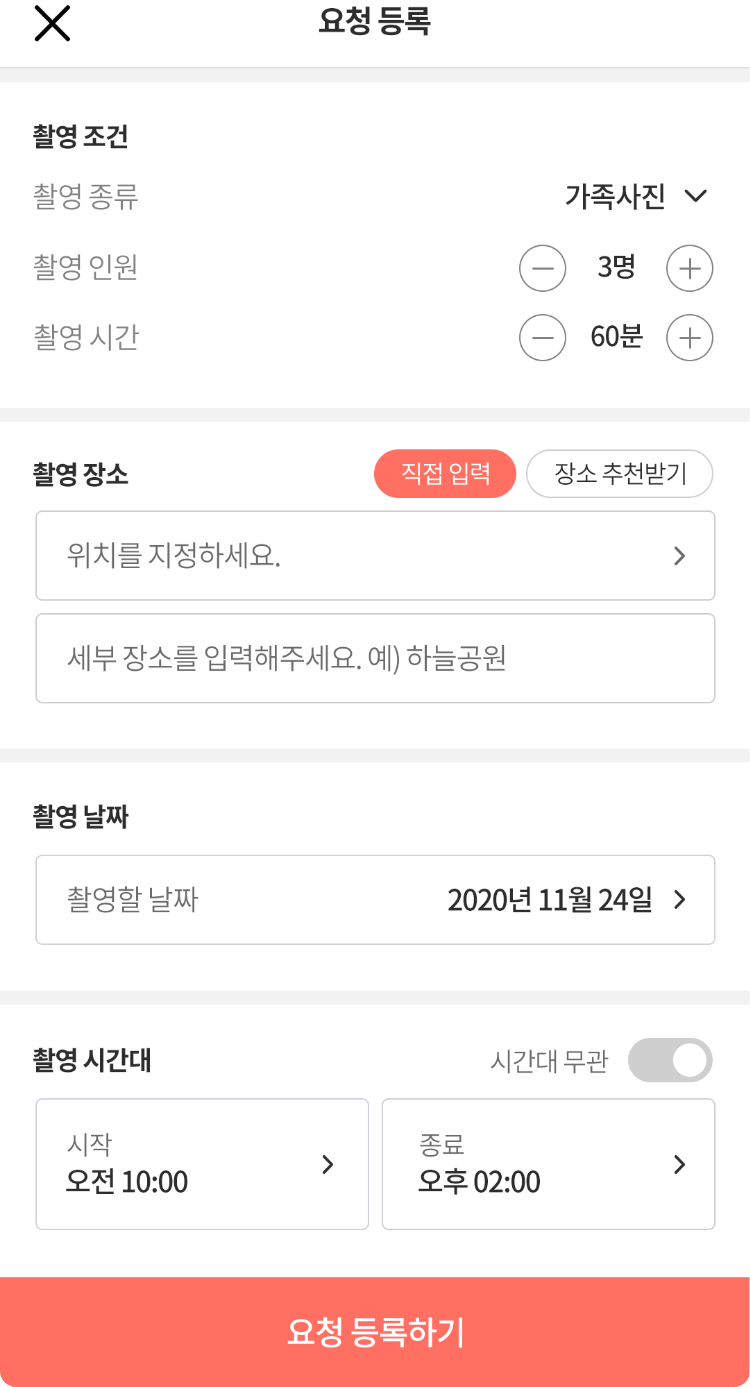 요청 등록
촬영 조건
촬영 종류 가족사진
촬영 인원 3명
촬영 시간 60분
촬영 장소 직접 입력 장소 추천받기
위치를 지정하세요.
세부 장소를 입력해주세요. 예) 하늘공원
촬영 날짜
촬영할 날짜 2020년 11월 24일
촬영 시간대 시간대 무관
시작 종료
오전 10:00 오후 02:00
요청 등록하기